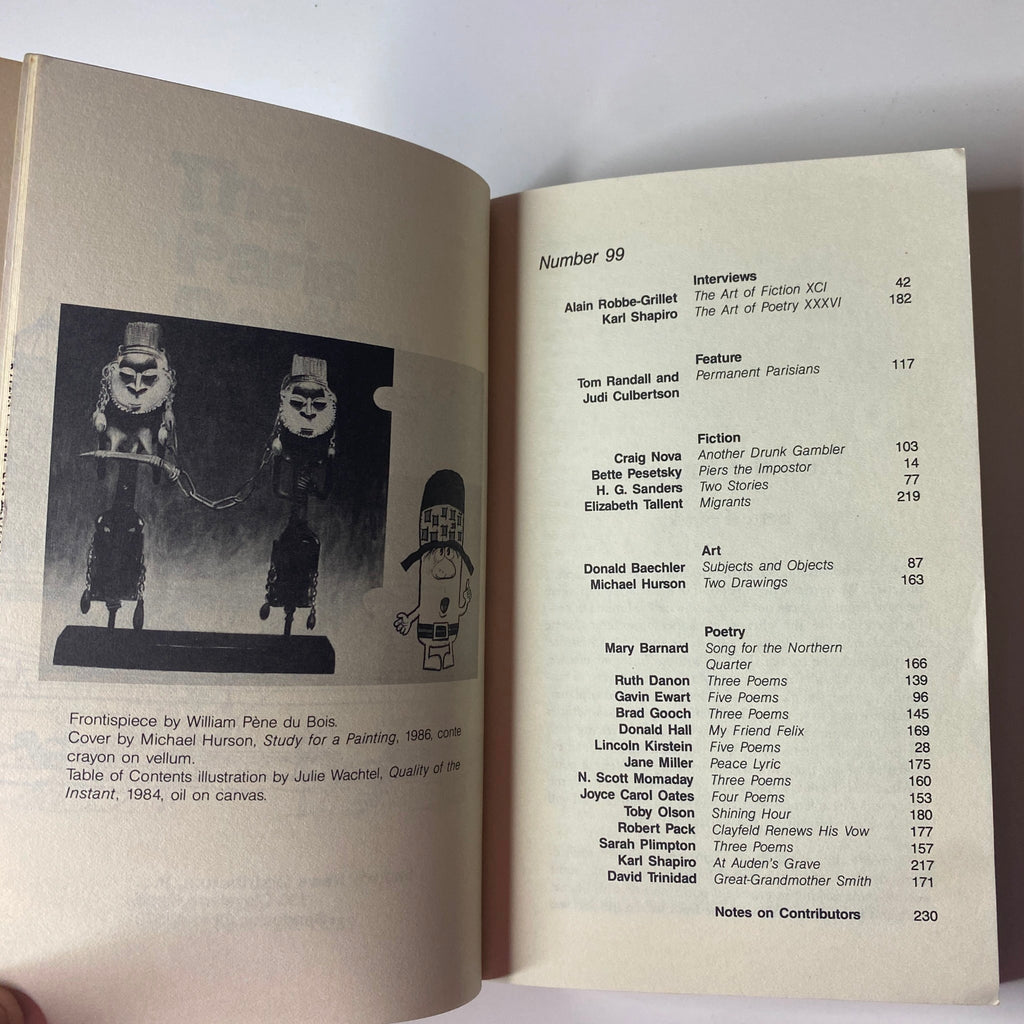 Frontispiece by William Pène du Bois.
Cover by Michael Hurson, Study for a Painting, 1986, conte
crayon on vellum.
Table of Contents illustration by Julie Wachtel, Quality of the
Instant, 1984, oil on canvas.
Number 99
Interviews
Alain Robbe-Grillet The Art of Fiction XCI 42
Karl Shapiro The Art of Poetry XXXVI 182
Feature
Tom Randall and Permanent Parisians 117
Judi Culbertson
Fiction
Craig Nova Another Drunk Gambler 103
Bette Pesetsky Piers the Impostor 14
H. G. Sanders Two Stories 77
Elizabeth Tallent Migrants 219
Art
Donald Baechler Subjects and Objects 87
Michael Hurson Two Drawings 163
Poetry
Mary Barnard Song for the Northern
Quarter 166
Ruth Danon Three Poems 139
Gavin Ewart Five Poems 96
Brad Gooch Three Poems 145
Donald Hall My Friend Felix 169
Lincoln Kirstein Five Poems 28
Jane Miller Peace Lyric 175
N. Scott Momaday Three Poems 160
Joyce Carol Oates Four Poems 153
Toby Olson Shining Hour 180
Robert Pack Clayfeld Renews His Vow 177
Sarah Plimpton Three Poems 157
Karl Shapiro At Auden's Grave 217
David Trinidad Great-Grandmother Smith 171
Notes on Contributors 230